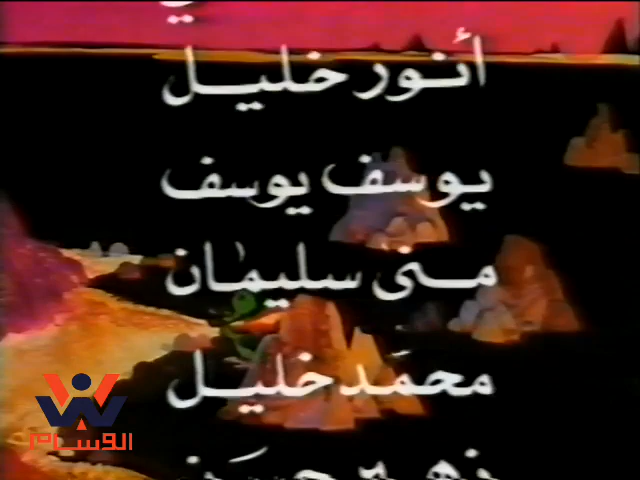 أنور خليل
يوسف يوسف
منى سليمان
محمد خليل
الوسام